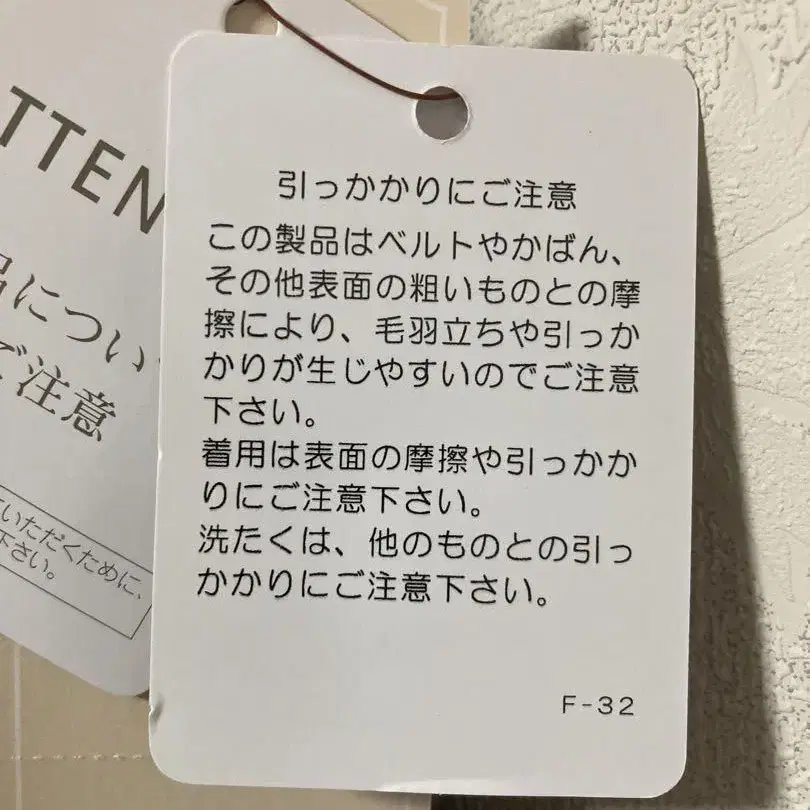 引っかかりにご注意
この製品はベルトやかばん、
その他表面の粗いものとの摩
擦により、毛羽立ちや引っか
かりが生じやすいのでご注意
下さい。
着用は表面の摩擦や引っかか
りにご注意下さい。
洗たくは、他のものとの引っ
かかりにご注意下さい。
F-32
TTEN
品につい
ご注意
いただくために、
下さい。